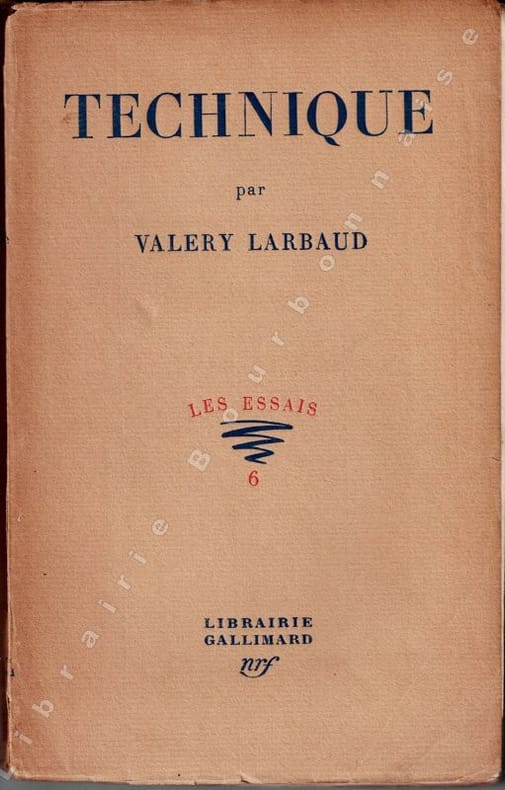 TECHNIQUE
par
VALERY LARBAUD
LES ESSAIS
6
LIBRAIRIE
GALLIMARD
nrf
Librairie Bourbonnaise